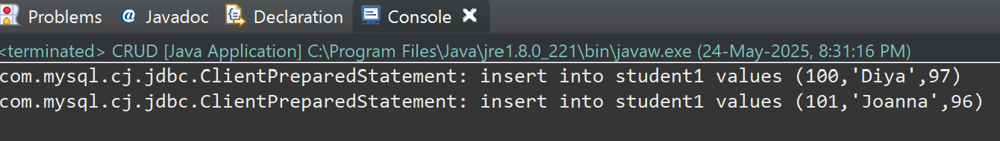 Problems @ Javadoc Declaration Console
<terminated> CRUD [Java Application] C:\Program Files\Java\jre1.8.0_221\bin\javaw.exe (24-May-2025, 8:31:16 PM)
com.mysql.cj.jdbc.ClientPreparedStatement: insert into student1 values (100,'Diya',97)
com.mysql.cj.jdbc.ClientPreparedStatement: insert into student1 values (101,'Joanna',96)